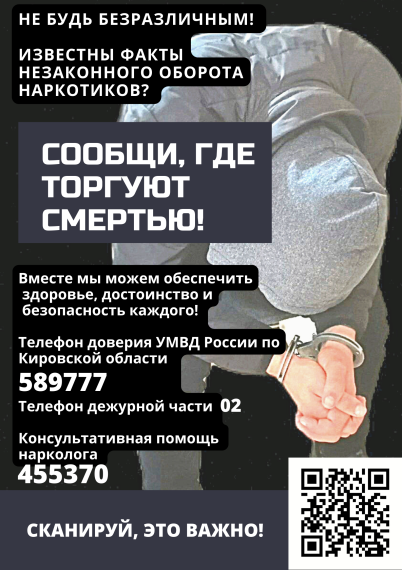 НЕ БУДЬ БЕЗРАЗЛИЧНЫМ!
ИЗВЕСТНЫ ФАКТЫ
НЕЗАКОННОГО ОБОРОТА
НАРКОТИКОВ?
СООБЩИ, ГДЕ
ТОРГУЮТ
СМЕРТЬЮ!
Вместе мы можем обеспечить
здоровье, достоинство и
безопасность каждого!
Телефон доверия УМВД России по
Кировской области
589777
Телефон дежурной части 02
Консультативная помощь
нарколога
455370
СКАНИРУЙ, ЭТО ВАЖНО!